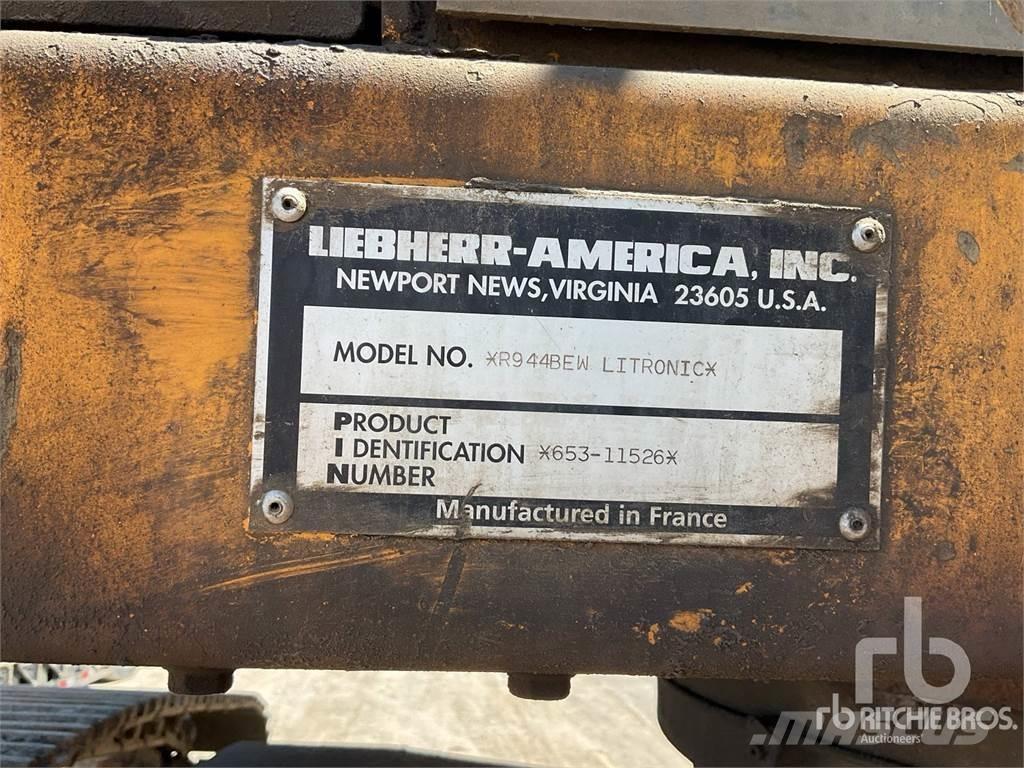 LIEBHERR-AMERICA, INC.
NEWPORT NEWS, VIRGINIA 23605 U.S.A.
MODEL NO. *R944BEW LITRONIC*
PRODUCT
IDENTIFICATION *653-11526*
NUMBER
Manufactured in France
rb
rb RITCHIE BROS.
Auctioneers
MASCUS